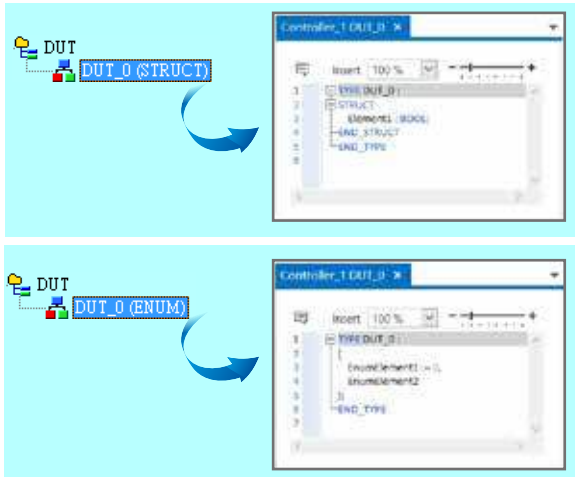 DUT
DUT_0 (STRUCT)
Controller_1 DUT_0 ×
Insert 100 %
1 TYPE DUT_0 :
2 STRUCT
3 Element1 :BOOL;
4 END_STRUCT
5 END_TYPE
6
DUT
DUT_0 (ENUM)
Controller_1 DUT_0 ×
Insert 100 %
1 TYPE DUT_0 :
2 (
3 EnumElement1 := 0,
4 EnumElement2
5 );
6 END_TYPE
7